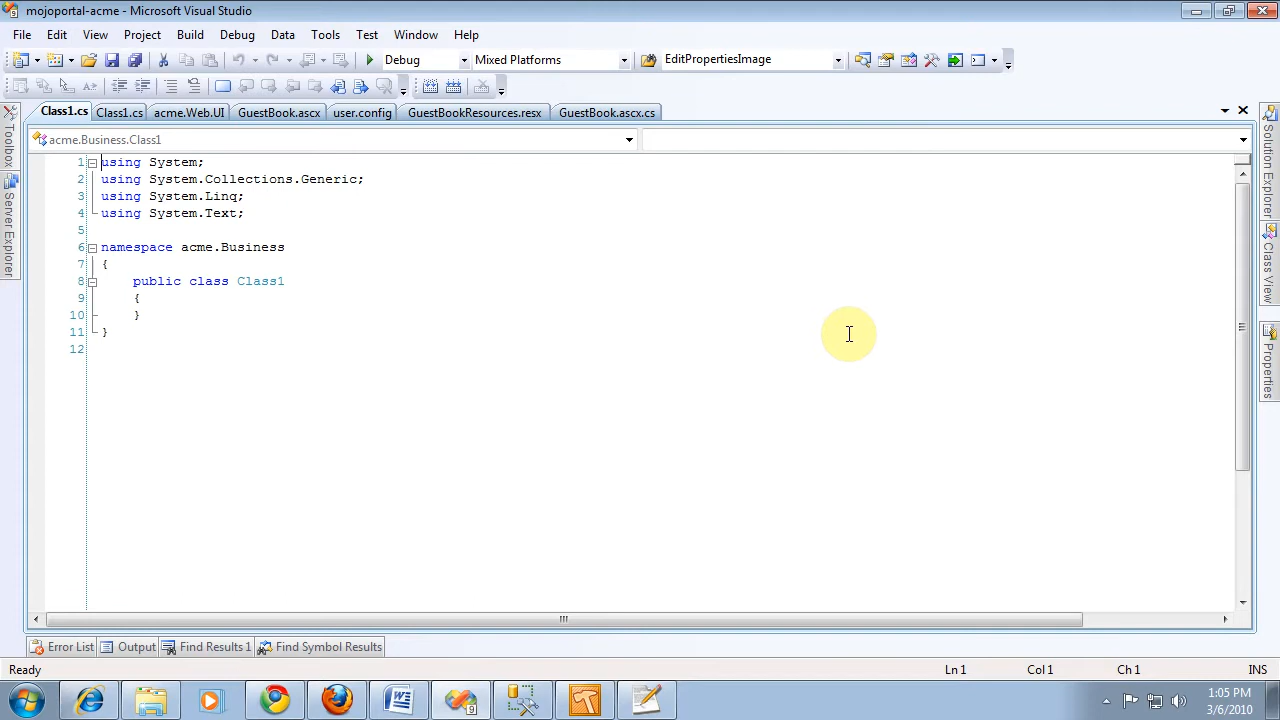 mojoportal-acme - Microsoft Visual Studio
File Edit View Project Build Debug Data Tools Test Window Help
Debug Mixed Platforms EditPropertiesImage
Class1.cs Class1.cs acme.Web.UI GuestBook.ascx user.config GuestBookResources.resx GuestBook.ascx.cs
acme.Business.Class1
1 using System;
2 using System.Collections.Generic;
3 using System.Linq;
4 using System.Text;
5
6 namespace acme.Business
7 {
8 public class Class1
9 {
10 }
11 }
12
Toolbox
Server Explorer
Solution Explorer
Class View
Properties
Error List Output Find Results 1 Find Symbol Results
Ready Ln 1 Col 1 Ch 1 INS
1:05 PM
3/6/2010